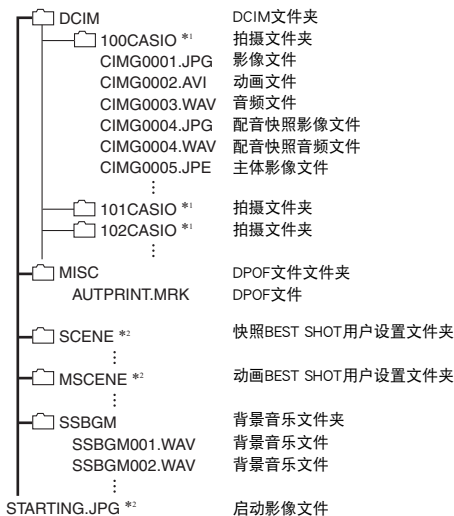 DCIM DCIM文件夹
100CASIO *1 拍摄文件夹
CIMG0001.JPG 影像文件
CIMG0002.AVI 动画文件
CIMG0003.WAV 音频文件
CIMG0004.JPG 配音快照影像文件
CIMG0004.WAV 配音快照音频文件
CIMG0005.JPE 主体影像文件
101CASIO *1 拍摄文件夹
102CASIO *1 拍摄文件夹
MISC DPOF文件文件夹
AUTPRINT.MRK DPOF文件
SCENE *2 快照BEST SHOT用户设置文件夹
MSCENE *2 动画BEST SHOT用户设置文件夹
SSBGM 背景音乐文件夹
SSBGM001.WAV 背景音乐文件
SSBGM002.WAV 背景音乐文件
STARTING.JPG *2 启动影像文件